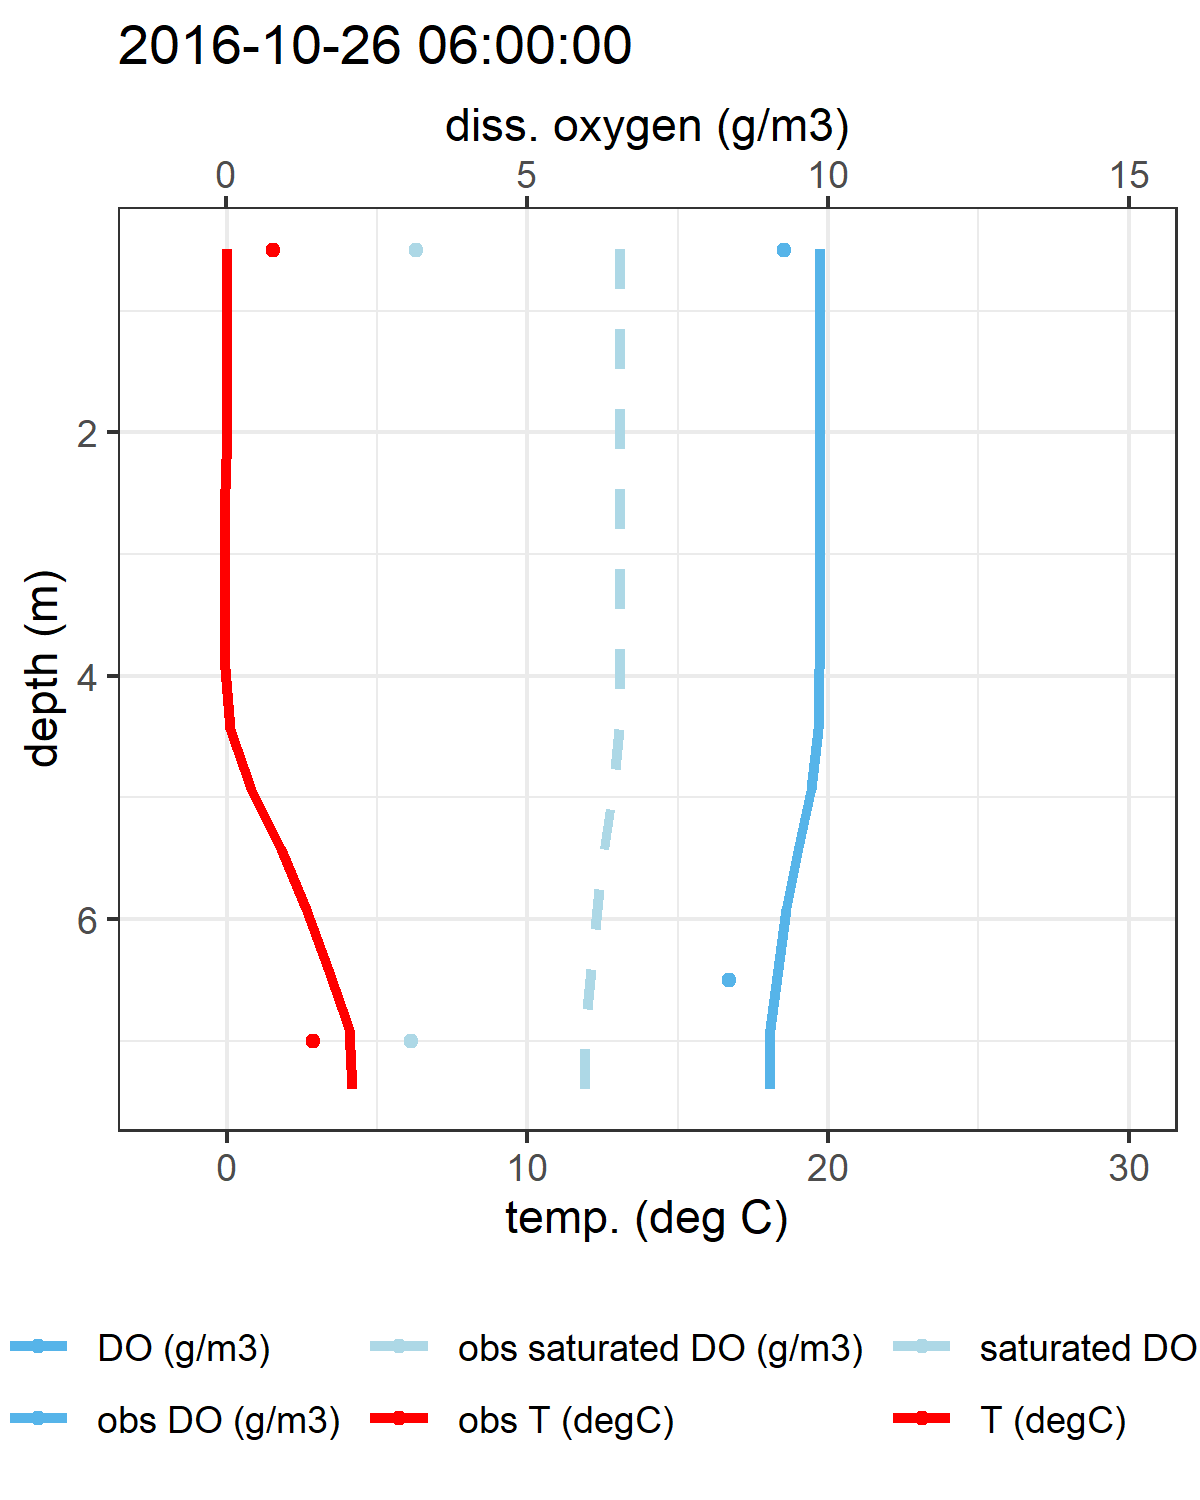 2016-10-26 06:00:00
diss. oxygen (g/m3)
0 5 10 15
2
4
6
depth (m)
0 10 20 30
temp. (deg C)
DO (g/m3) obs saturated DO (g/m3) saturated DO
obs DO (g/m3) obs T (degC) T (degC)